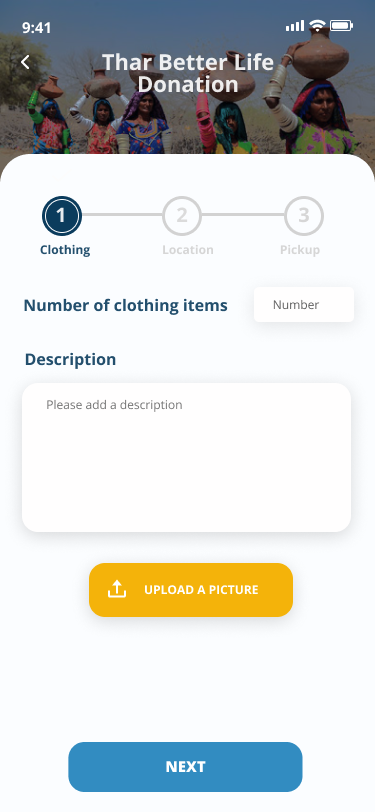 9:41
Thar Better Life
Donation
1
2
3
Clothing
Location
Pickup
Number of clothing items
Number
Description
Please add a description
UPLOAD A PICTURE
NEXT